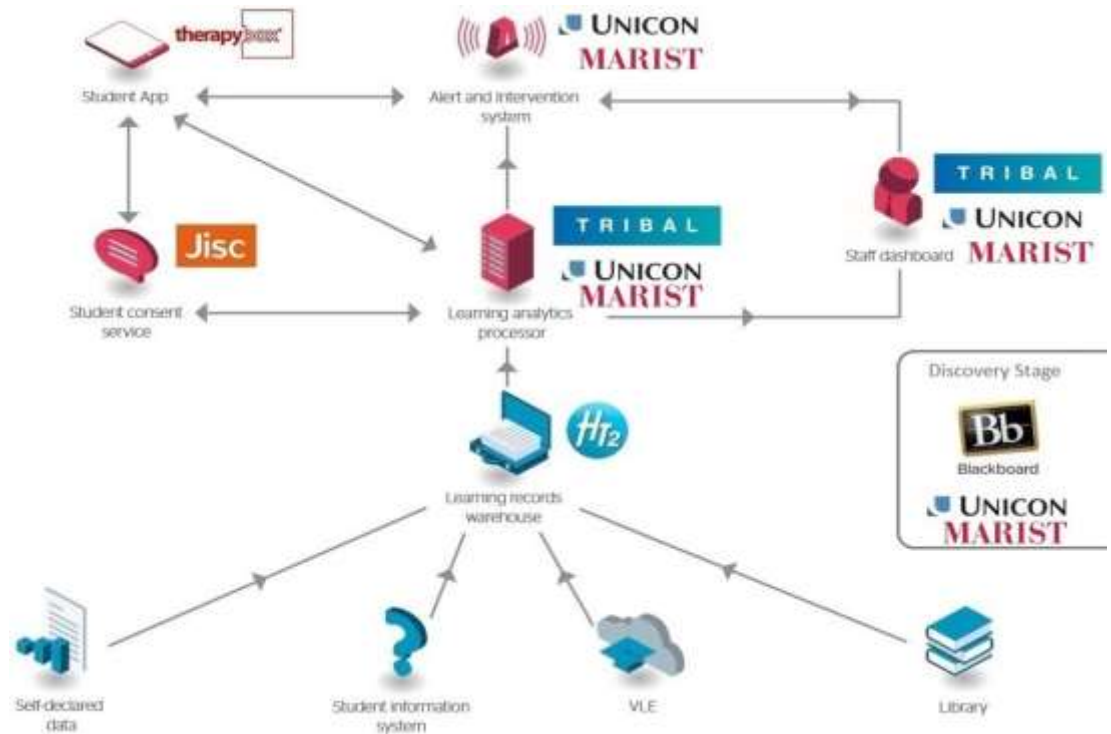 therapybox
UNICON
MARIST
Student App
Alert and intervention
system
TRIBAL
UNICON
MARIST
Staff dashboard
Jisc
TRIBAL
UNICON
MARIST
Student consent
service
Learning analytics
processor
Discovery Stage
Bb
Blackboard
UNICON
MARIST
HT2
Learning records
warehouse
Self-declared
data
Student information
system
VLE
Library